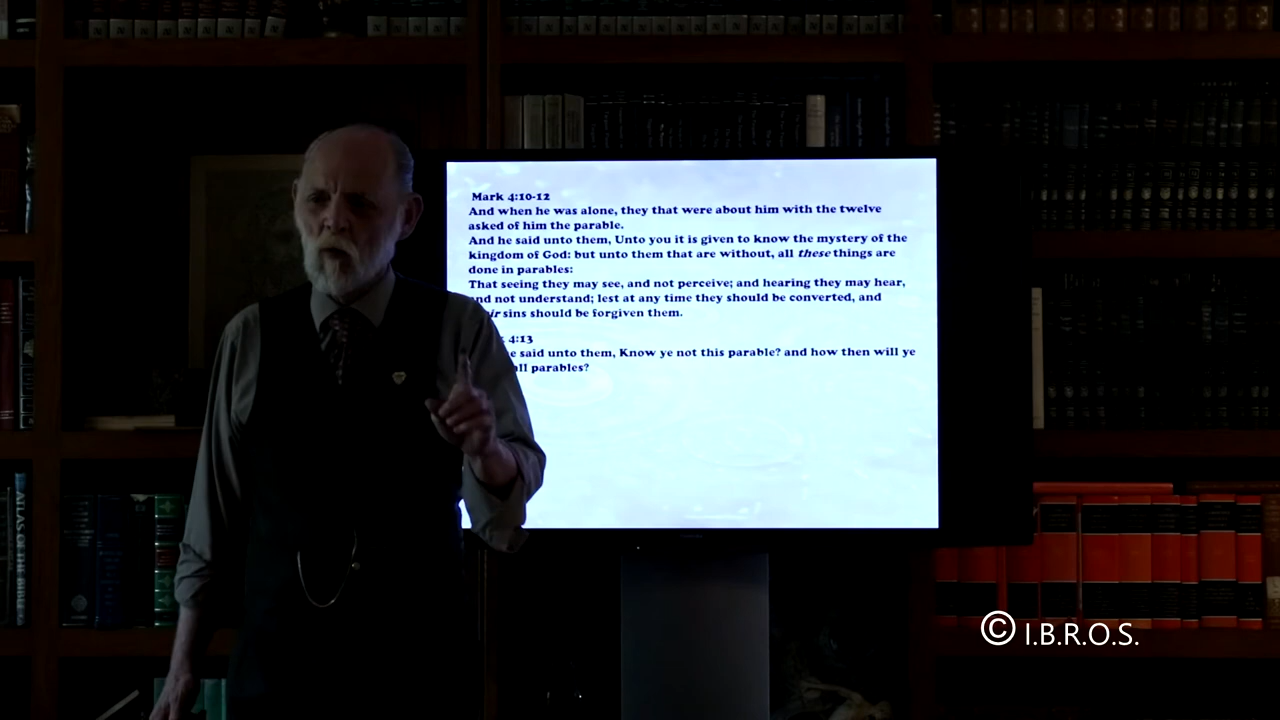 Mark 4:10-12
And when he was alone, they that were about him with the twelve
asked of him the parable.
And he said unto them, Unto you it is given to know the mystery of the
kingdom of God: but unto them that are without, all these things are
done in parables:
That seeing they may see, and not perceive; and hearing they may hear,
and not understand; lest at any time they should be converted, and
sins should be forgiven them.
4:13
he said unto them, Know ye not this parable? and how then will ye
all parables?
ATLAS OF THE BIBLE
© I.B.R.O.S.